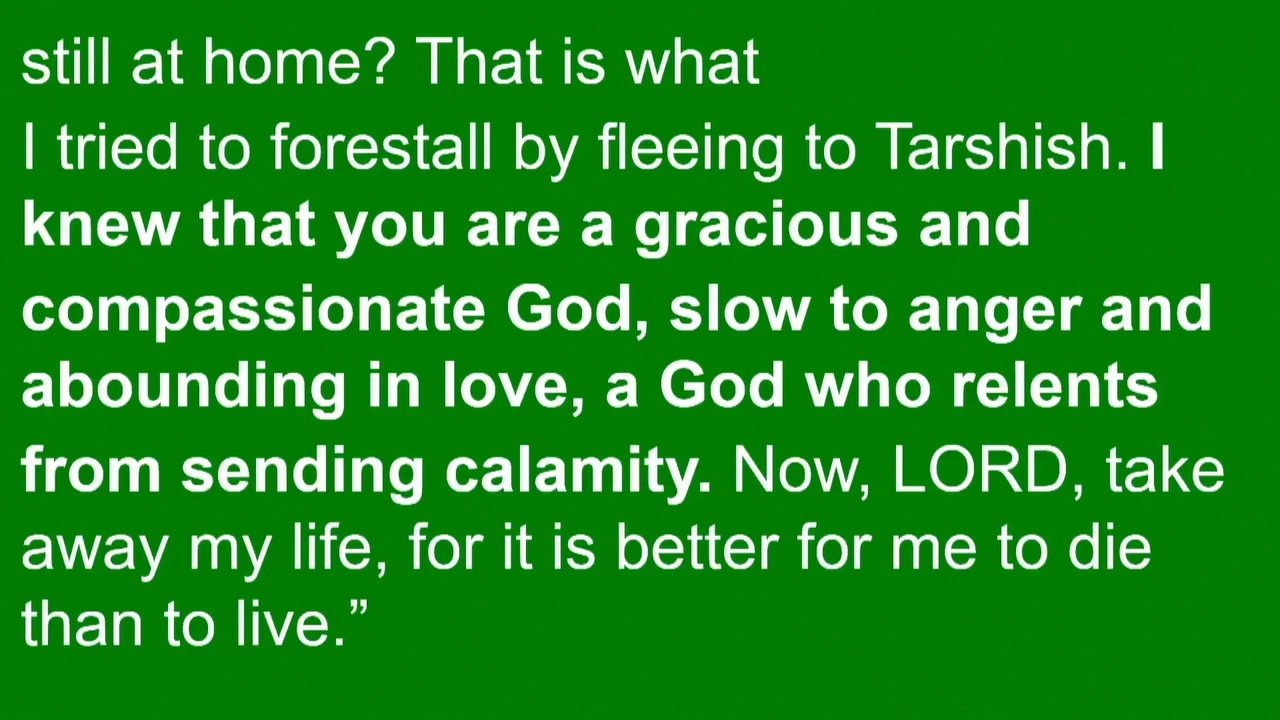 still at home? That is what
I tried to forestall by fleeing to Tarshish. I
knew that you are a gracious and
compassionate God, slow to anger and
abounding in love, a God who relents
from sending calamity. Now, LORD, take
away my life, for it is better for me to die
than to live.”